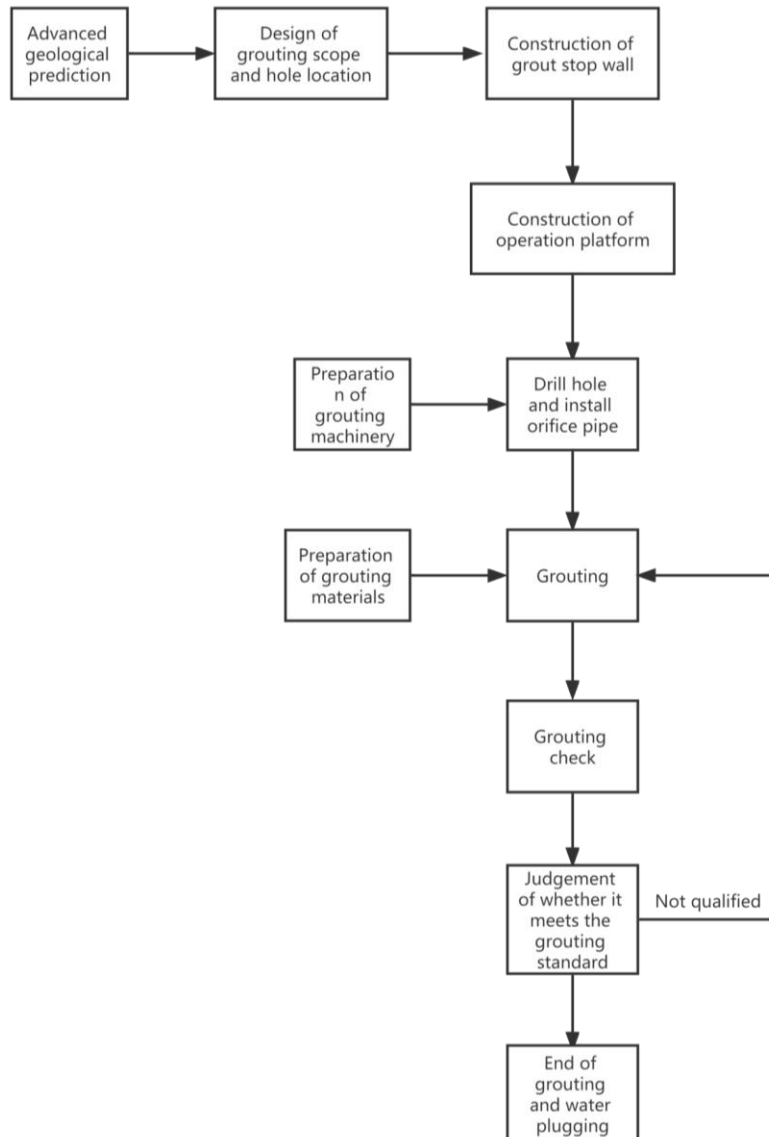 Advanced
geological
prediction
Design of
grouting scope
and hole location
Construction of
grout stop wall
Construction of
operation platform
Preparatio
n of
grouting
machinery
Drill hole
and install
orifice pipe
Preparation
of grouting
materials
Grouting
Grouting
check
Judgement
of whether it
meets the
grouting
standard
Not qualified
End of
grouting
and water
plugging